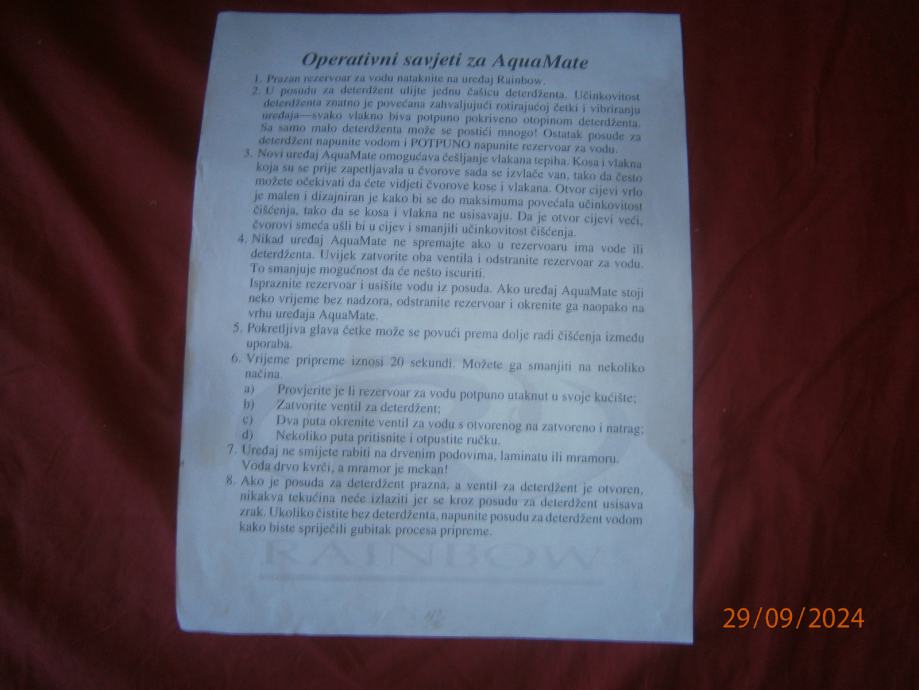 Operativni savjeti za AquaMate
1. Prazan rezervoar za vodu nataknite na uređaj Rainbow.
2. U posudu za deterdžent ulijte jednu čašicu deterdženta. Učinkovitost
deterdženta znatno je povećana zahvaljujući rotirajućoj četki i vibriranju
uređaja—svako vlakno biva potpuno pokriveno otopinom deterdženta.
Sa samo malo deterdženta može se postići mnogo! Ostatak posude za
deterdžent napunite vodom i POTPUNO napunite rezervoar za vodu.
3. Novi uređaj AquaMate omogućava češljanje vlakana tepiha. Kosa i vlakna
koja su se prije zapetljavala u čvorove sada se izvlače van, tako da često
možete očekivati da ćete vidjeti čvorove kose i vlakana. Otvor cijevi vrlo
je malen i dizajniran je kako bi se do maksimuma povećala učinkovitost
čišćenja, tako da se kosa i vlakna ne usisavaju. Da je otvor cijevi veći,
čvorovi smeća ušli bi u cijev i smanjili učinkovitost čišćenja.
4. Nikad uređaj AquaMate ne spremajte ako u rezervoaru ima vode ili
deterdženta. Uvijek zatvorite oba ventila i odstranite rezervoar za vodu.
To smanjuje mogućnost da će nešto iscuriti.
Ispraznite rezervoar i usišite vodu iz posuda. Ako uređaj AquaMate stoji
neko vrijeme bez nadzora, odstranite rezervoar i okrenite ga naopako na
vrhu uređaja AquaMate.
5. Pokretljiva glava četke može se povući prema dolje radi čišćenja između
uporaba.
6. Vrijeme pripreme iznosi 20 sekundi. Možete ga smanjiti na nekoliko
načina.
a) Provjerite je li rezervoar za vodu potpuno utaknut u svoje kućište;
b) Zatvorite ventil za deterdžent;
c) Dva puta okrenite ventil za vodu s otvorenog na zatvoreno i natrag;
d) Nekoliko puta pritisnite i otpustite ručku.
7. Uređaj ne smijete rabiti na drvenim podovima, laminatu ili mramoru.
Voda drvo kvrči, a mramor je mekan!
8. Ako je posuda za deterdžent prazna, a ventil za deterdžent je otvoren,
nikakva tekućina neće izlaziti jer se kroz posudu za deterdžent usisava
zrak. Ukoliko čistite bez deterdženta, napunite posudu za deterdžent vodom
kako biste spriječili gubitak procesa pripreme.
RAINBOW
29/09/2024